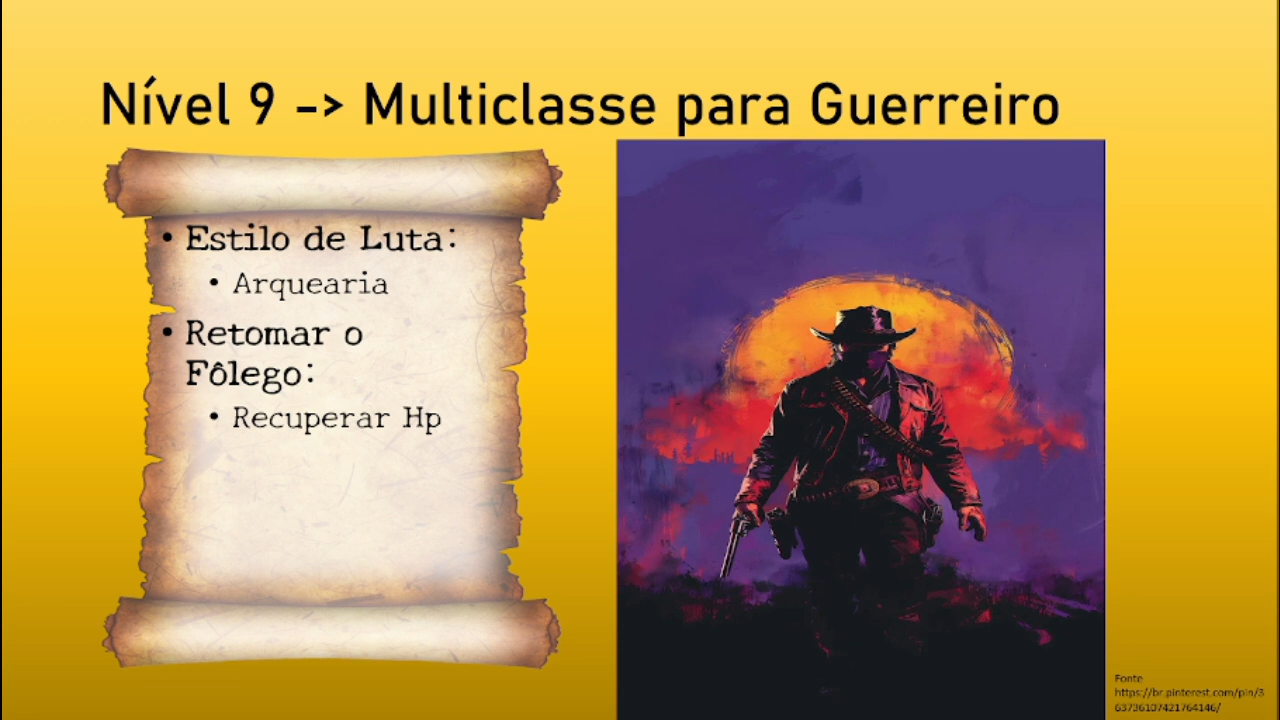 Nível 9 -> Multiclasse para Guerreiro
• Estilo de Luta:
• Arquearia
• Retomar o
Fôlego:
• Recuperar Hp
Fonte
https://br.pinterest.com/pin/3
63736107421764146/